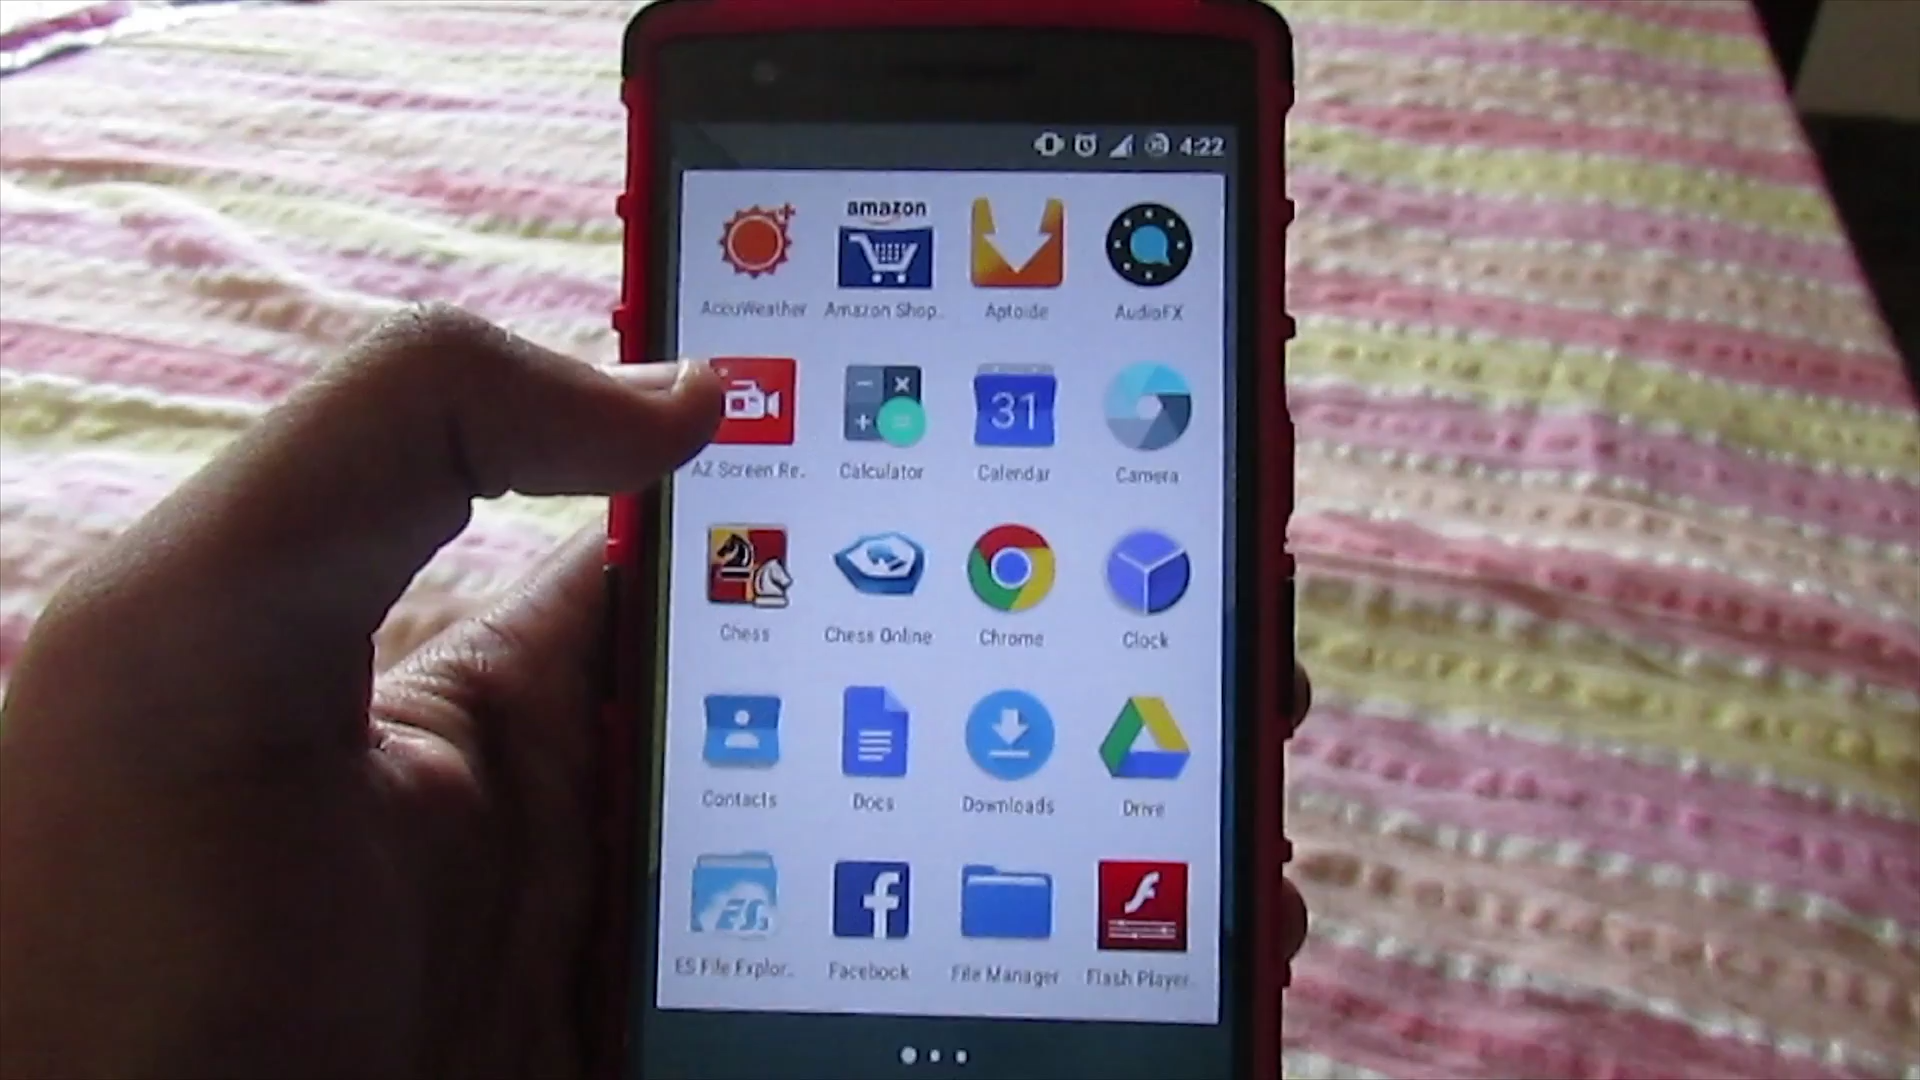 4:22
amazon
AccuWeather Amazon Shop.. Aptoide AudioFX
31
AZ Screen Re.. Calculator Calendar Camera
Chess Chess Online Chrome Clock
Contacts Docs Downloads Drive
ES
ES File Explor.. Facebook File Manager Flash Player..